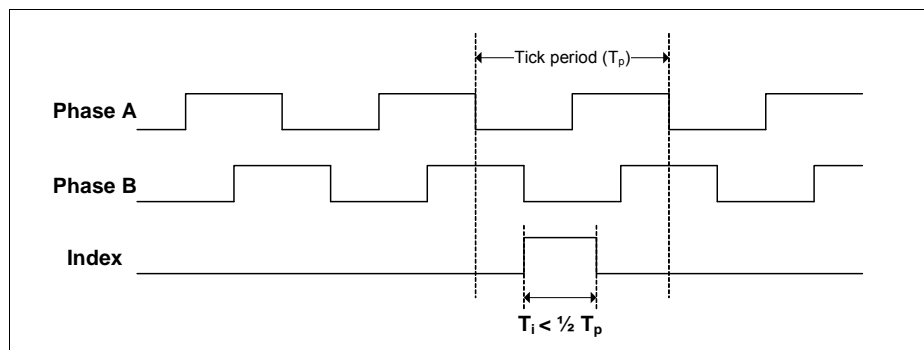 Tick period (Tp)
Phase A
Phase B
Index
Ti < ½ Tp